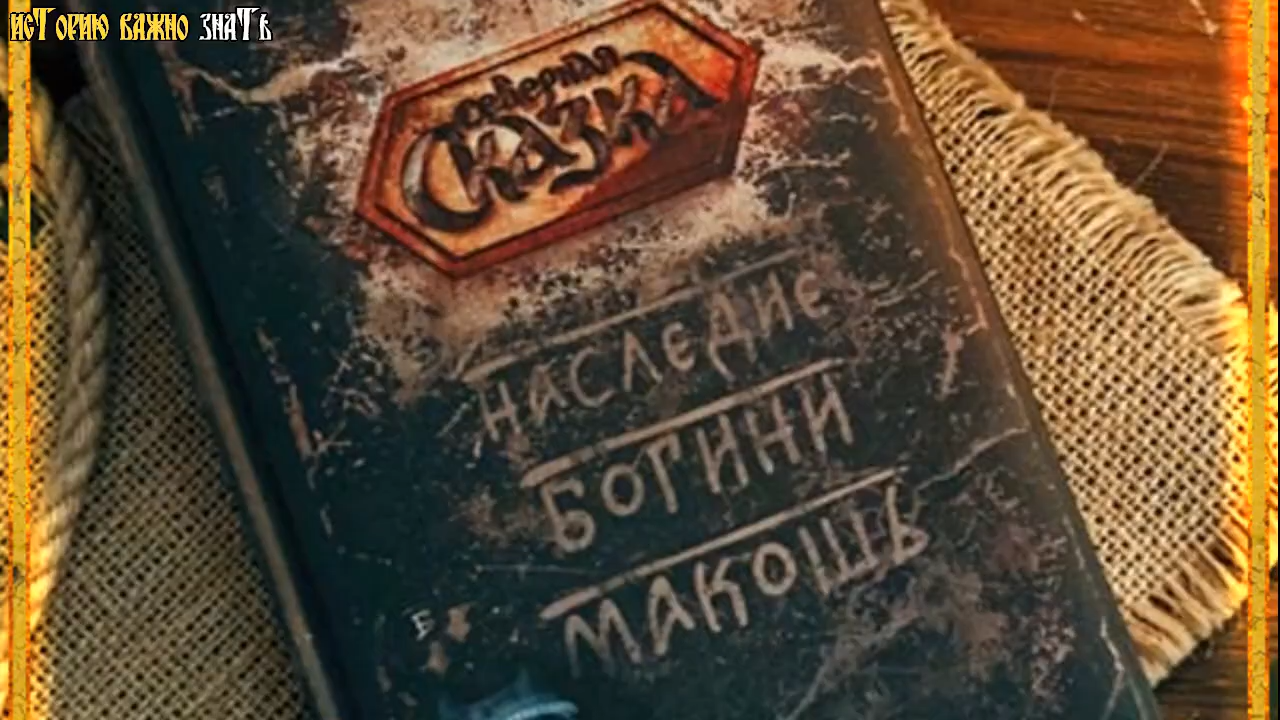 историю важно знать
Северная
Сказка
наследие
богини
макошь